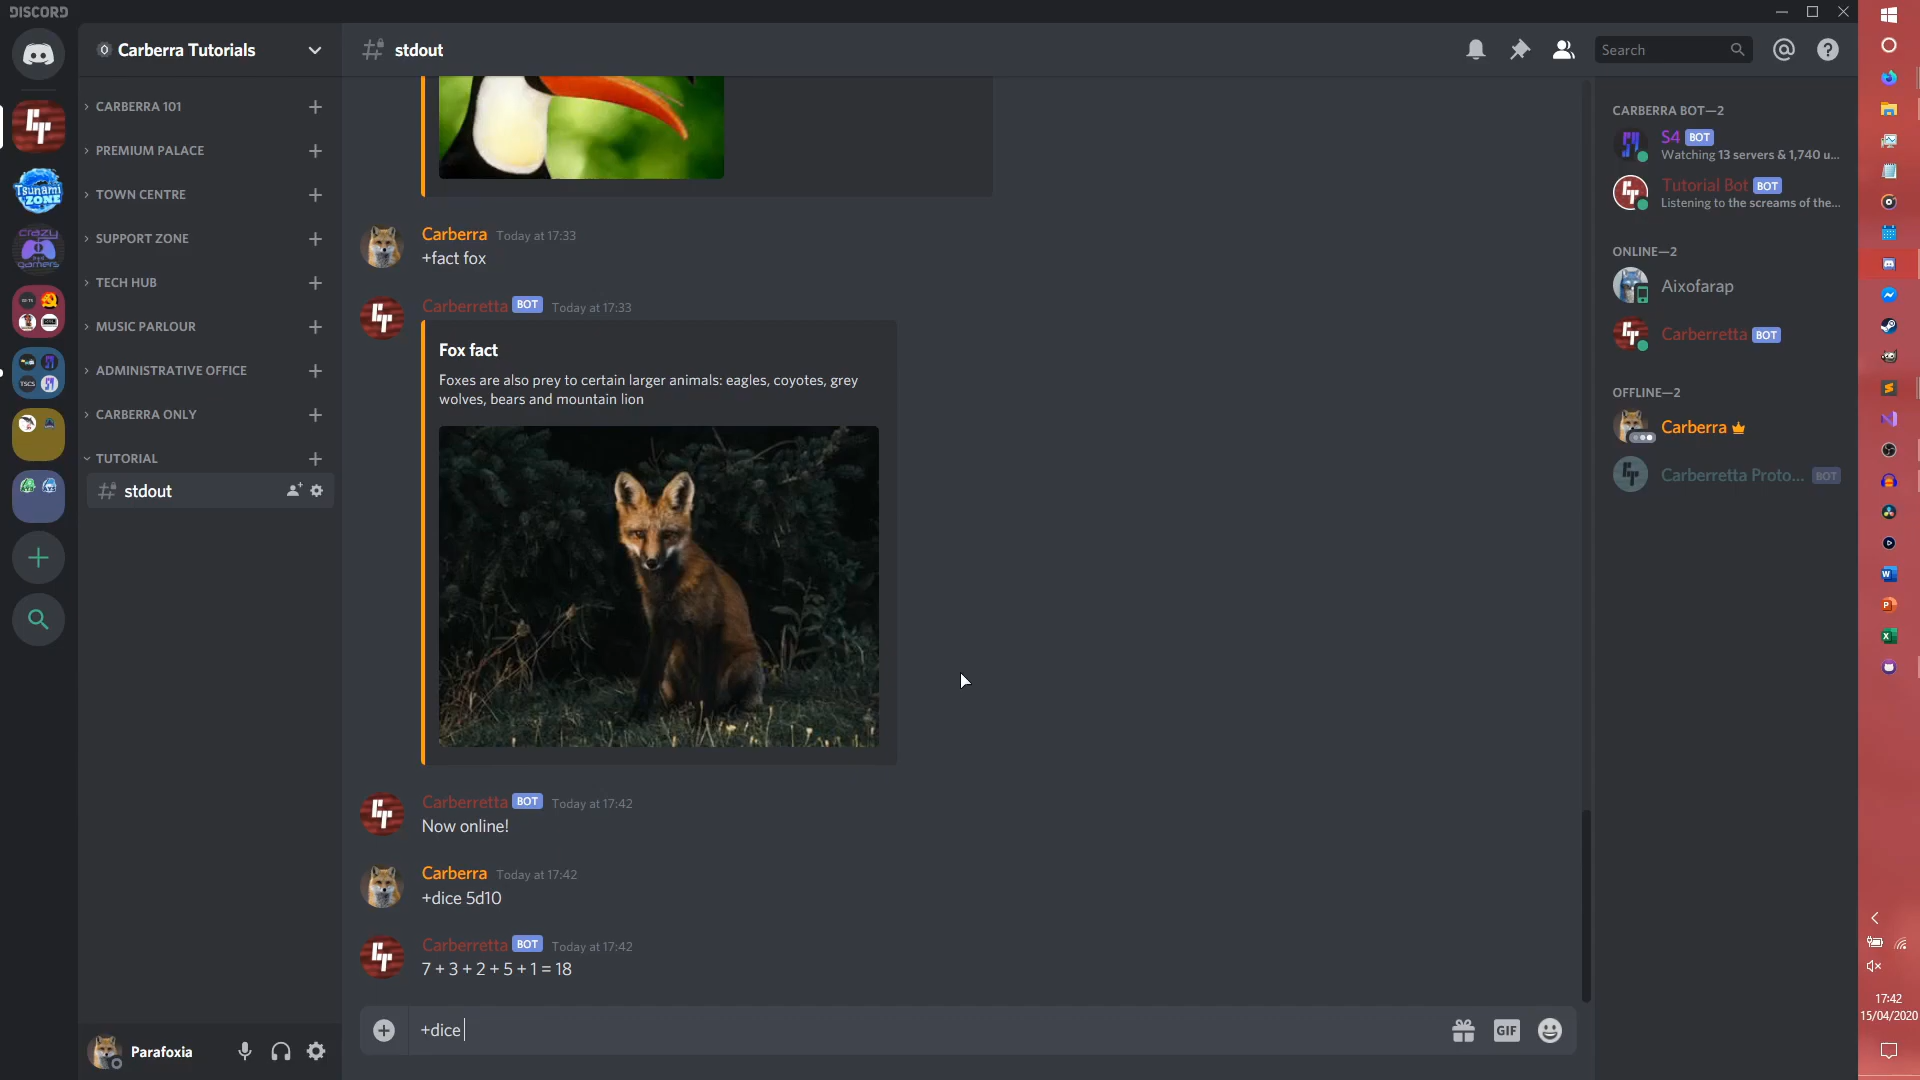 DISCORD
Carberra Tutorials
stdout
Search
CARBERRA 101
PREMIUM PALACE
TOWN CENTRE
SUPPORT ZONE
TECH HUB
MUSIC PARLOUR
ADMINISTRATIVE OFFICE
CARBERRA ONLY
TUTORIAL
stdout
Tsunami
ZONE
crazy
gamers
TSCS
Parafoxia
Carberra Today at 17:33
+fact fox
Carberretta BOT Today at 17:33
Fox fact
Foxes are also prey to certain larger animals: eagles, coyotes, grey
wolves, bears and mountain lion
Carberretta BOT Today at 17:42
Now online!
Carberra Today at 17:42
+dice 5d10
Carberretta BOT Today at 17:42
7 + 3 + 2 + 5 + 1 = 18
+dice
GIF
CARBERRA BOT—2
S4 BOT
Watching 13 servers & 1,740 u...
Tutorial Bot BOT
Listening to the screams of the...
ONLINE—2
Aixofarap
Carberretta BOT
OFFLINE—2
Carberra
Carberretta Proto... BOT
17:42
15/04/2020